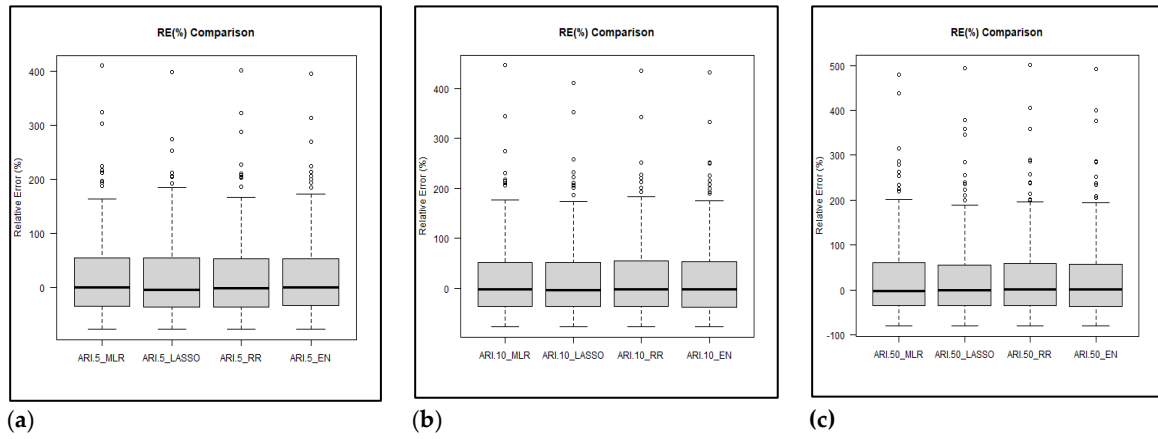 RE(%) Comparison
Relative Error (%)
400
300
200
100
0
ARI.5_MLR ARI.5_LASSO ARI.5_RR ARI.5_EN
(a)
RE(%) Comparison
Relative Error (%)
400
300
200
100
0
ARI.10_MLR ARI.10_LASSO ARI.10_RR ARI.10_EN
(b)
RE(%) Comparison
Relative Error (%)
500
400
300
200
100
0
-100
ARI.50_MLR ARI.50_LASSO ARI.50_RR ARI.50_EN
(c)